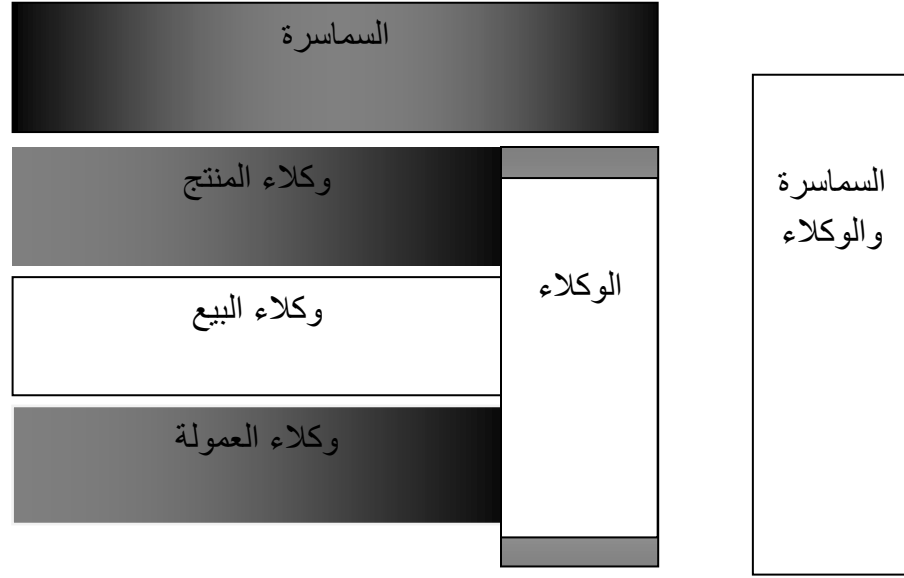 السماسرة
السماسرة
والوكلاء
وكلاء المنتج
الوكلاء
وكلاء البيع
وكلاء العمولة